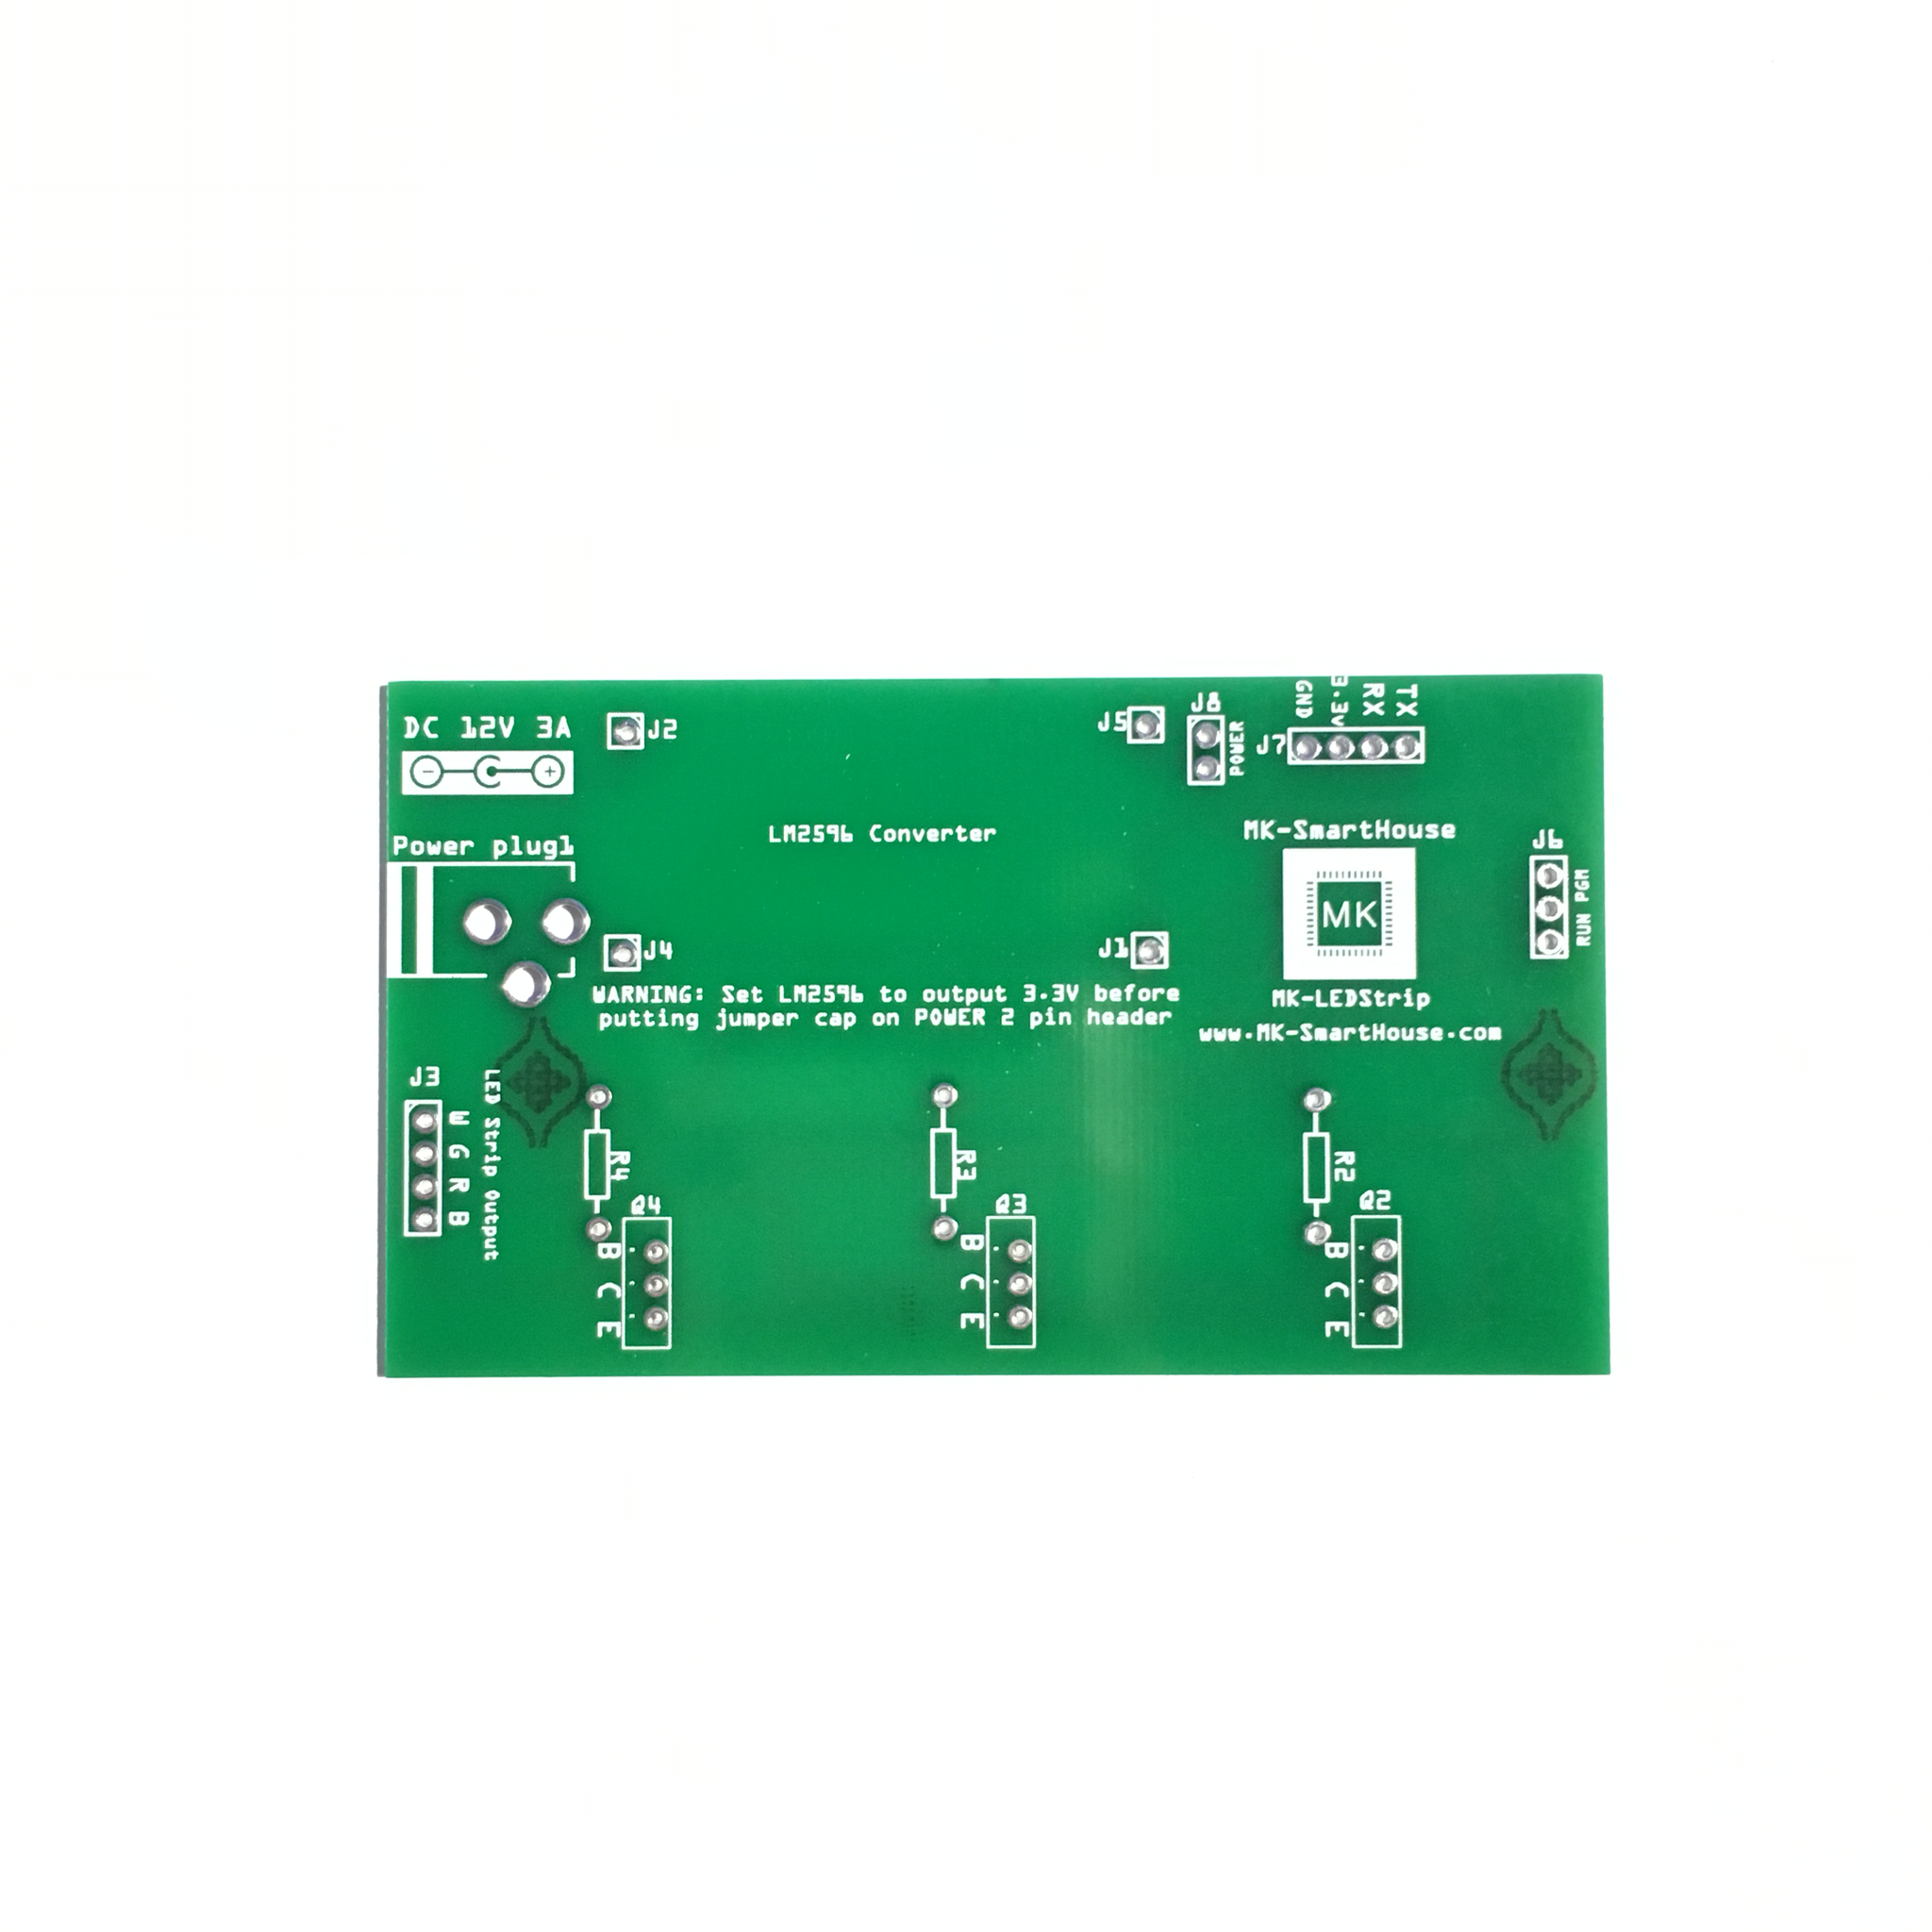 DC 12V 3A
J2
J5
J8
POWER
J7
GND
3.3v
RX
TX
- +
LM2596 Converter
MK-SmartHouse
Power plug1
J6
RUN PGM
MK
J4
J1
WARNING: Set LM2596 to output 3.3V before
putting jumper cap on POWER 2 pin header
MK-LEDStrip
www.MK-SmartHouse.com
J3
W G R B
LED Strip Output
R4
Q4
B C E
R3
Q3
B C E
R2
Q2
B C E